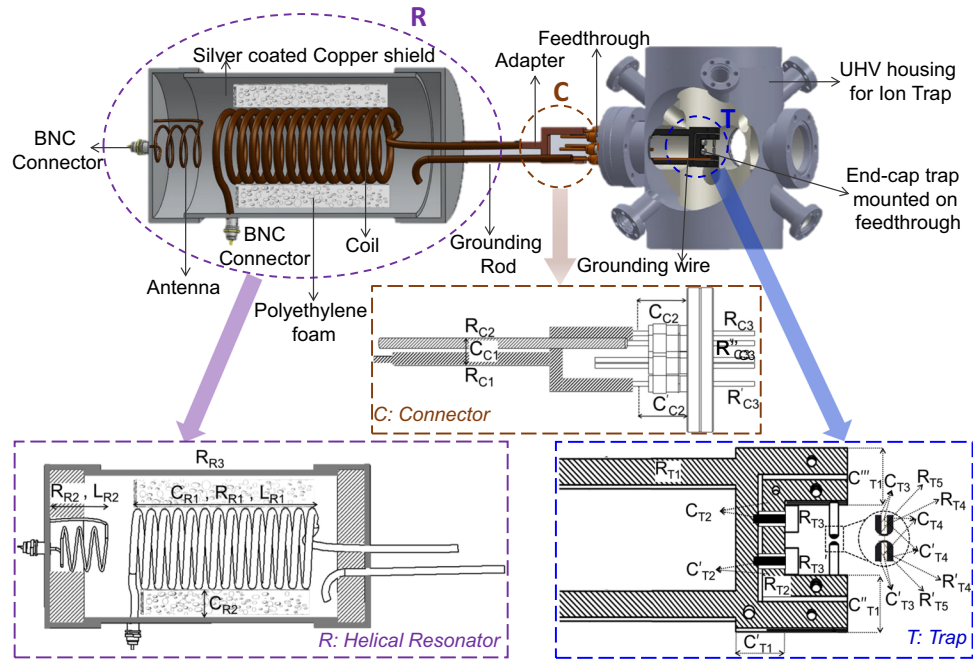 R
Silver coated Copper shield
Feedthrough
Adapter
C
UHV housing
for Ion Trap
T
BNC
Connector
End-cap trap
mounted on
feedthrough
BNC
Connector
Coil
Grounding
Rod
Grounding wire
Antenna
Polyethylene
foam
C_C2
R_C3
R_C2
C_C1
R''_C3
R_C1
C'_C2
R'_C3
C: Connector
R_R3
R_R2 , L_R2
C_R1 , R_R1 , L_R1
C_R2
R: Helical Resonator
R_T1
C'''_T1
C_T3
R_T5
R_T4
C_T2
R_T3
C_T4
C'_T4
R'_T4
C'_T2
R_T3'
R_T2
C''_T1
C'_T3
R'_T5
C'_T1
T: Trap